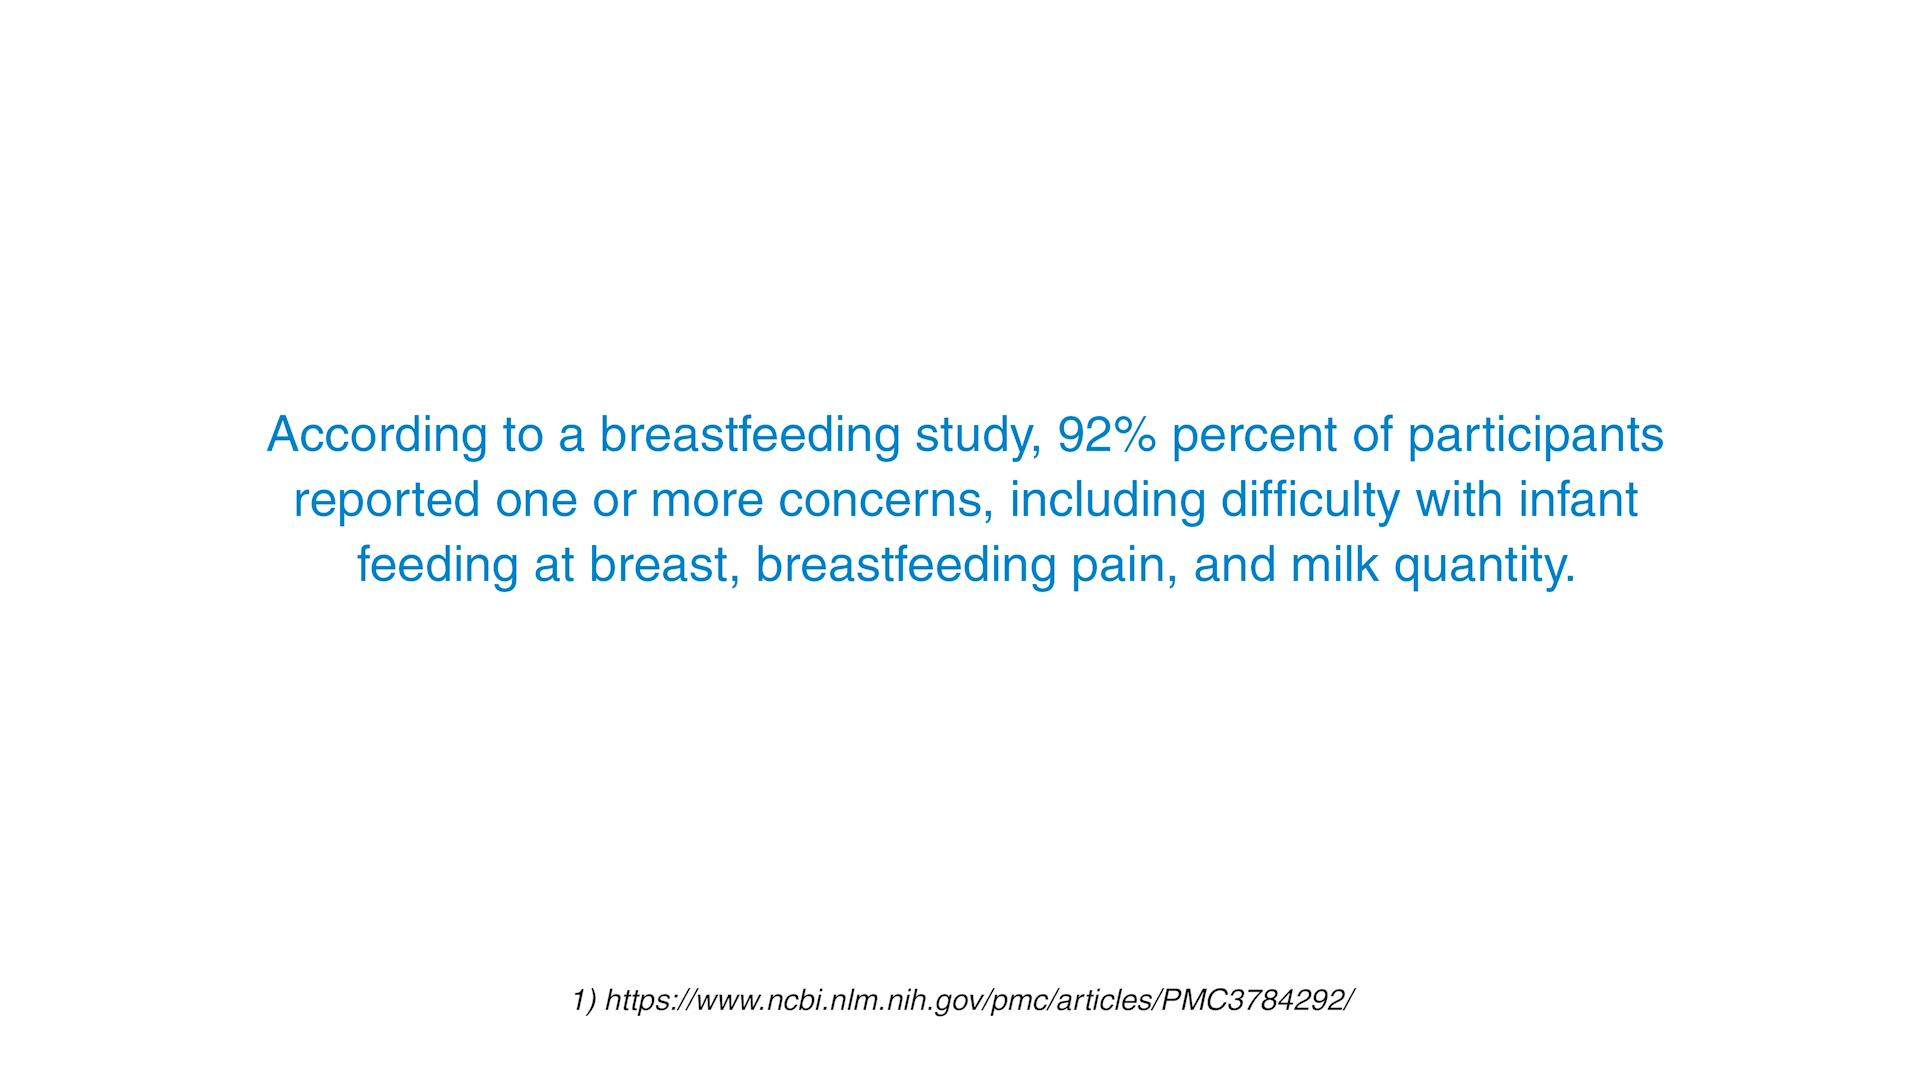 According to a breastfeeding study, 92% percent of participants
reported one or more concerns, including difficulty with infant
feeding at breast, breastfeeding pain, and milk quantity.
1) https://www.ncbi.nlm.nih.gov/pmc/articles/PMC3784292/